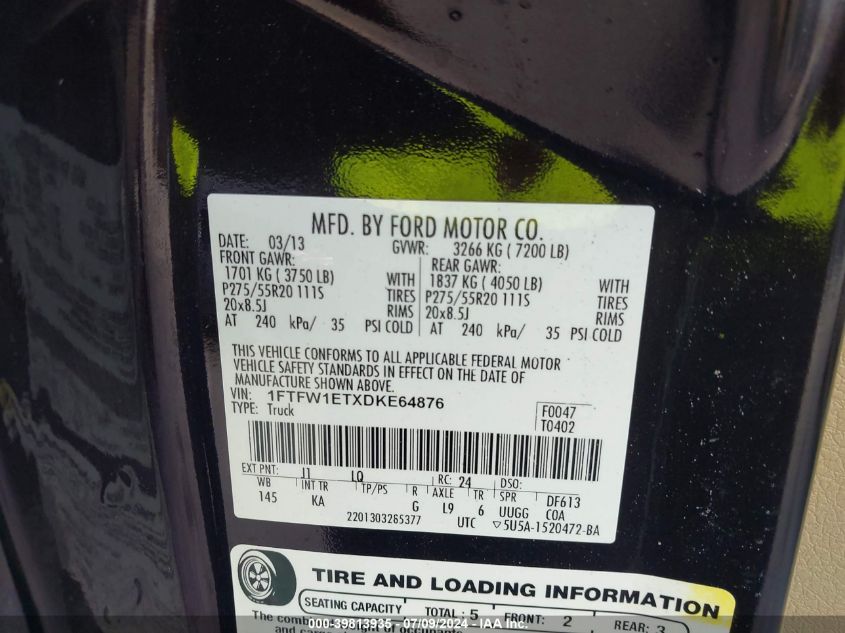 MFD. BY FORD MOTOR CO.
DATE: 03/13 GVWR: 3266 KG ( 7200 LB)
FRONT GAWR: REAR GAWR:
1701 KG ( 3750 LB) WITH 1837 KG ( 4050 LB) WITH
P275/55R20 111S TIRES P275/55R20 111S TIRES
20x8.5J RIMS 20x8.5J RIMS
AT 240 kPa/ 35 PSI COLD AT 240 kPa/ 35 PSI COLD
THIS VEHICLE CONFORMS TO ALL APPLICABLE FEDERAL MOTOR
VEHICLE SAFETY STANDARDS IN EFFECT ON THE DATE OF
MANUFACTURE SHOWN ABOVE.
VIN: 1FTFW1ETXDKE64876
TYPE: Truck
F0047
T0402
EXT PNT: J1 LQ RC: 24 DSO:
WB INT TR TP/PS R AXLE TR SPR DF613
145 KA G L9 6 UUGG COA
2201303265377 UTC ▽5U5A-1520472-BA
TIRE AND LOADING INFORMATION
SEATING CAPACITY TOTAL : 5 FRONT: 2 REAR: 3
The combined weight of occupants
000-39813935 - 07/09/2024 - IAA Inc.